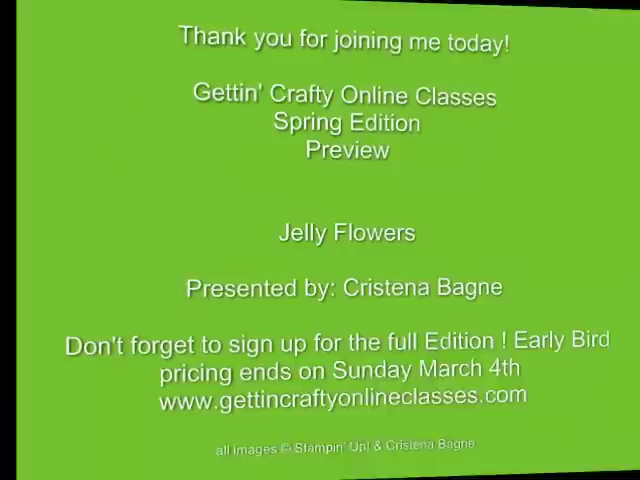 Thank you for joining me today!
Gettin' Crafty Online Classes
Spring Edition
Preview
Jelly Flowers
Presented by: Cristena Bagne
Don't forget to sign up for the full Edition ! Early Bird
pricing ends on Sunday March 4th
www.gettincraftyonlineclasses.com
all images © Stampin' Up! & Cristena Bagne